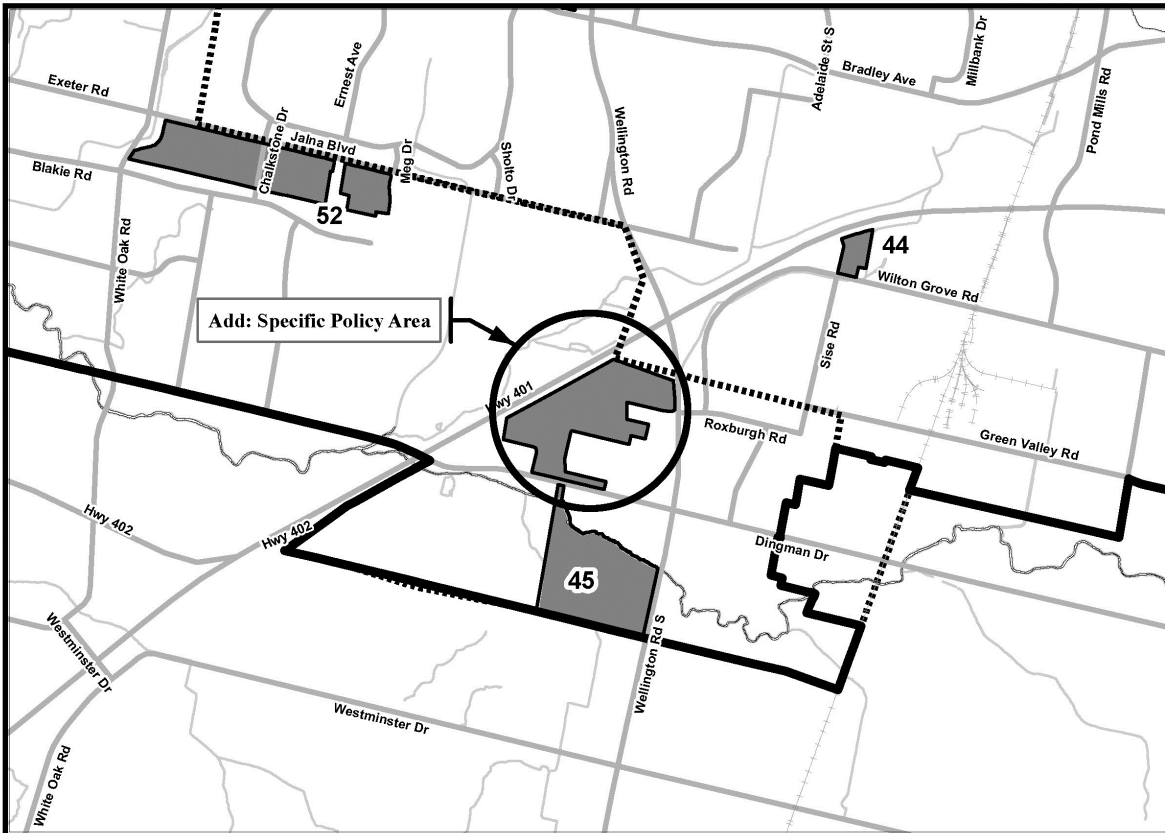 Exeter Rd
Ernest Ave
Adelaide St S
Bradley Ave
Millbank Dr
Pond Mills Rd
Jalna Blvd
Chalkstone Dr
Meg Dr
Sholto Dr
Wellington Rd
Blakie Rd
52
White Oak Rd
44
Wilton Grove Rd
Add: Specific Policy Area
Sise Rd
Hwy 401
Roxburgh Rd
Green Valley Rd
Hwy 402
Hwy 402
Dingman Dr
45
Westminster Dr
Wellington Rd S
Westminster Dr
White Oak Rd